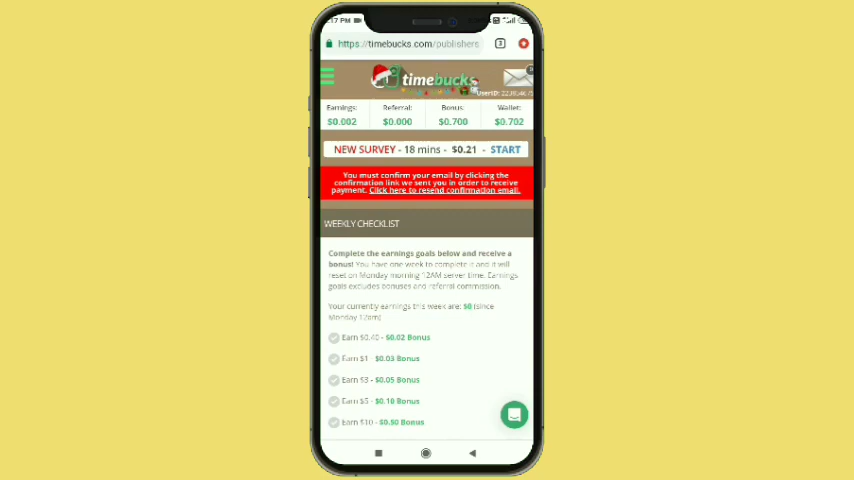 :17 PM
https://timebucks.com/publishers
timebucks
UserID:
Earnings: Referral: Bonus: Wallet:
$0.002 $0.000 $0.700 $0.702
NEW SURVEY - 18 mins - $0.21 - START
You must confirm your email by clicking the
confirmation link we sent you in order to receive
payment. Click here to resend confirmation email.
WEEKLY CHECKLIST
Complete the earnings goals below and receive a
bonus! You have one week to complete it and it will
reset on Monday morning 12AM server time. Earnings
goals excludes bonuses and referral commission.
Your currently earnings this week are: $0 (since
Monday 12am)
Earn $0.40 - $0.02 Bonus
Earn $1 - $0.03 Bonus
Earn $3 - $0.05 Bonus
Earn $5 - $0.10 Bonus
Earn $10 - $0.50 Bonus